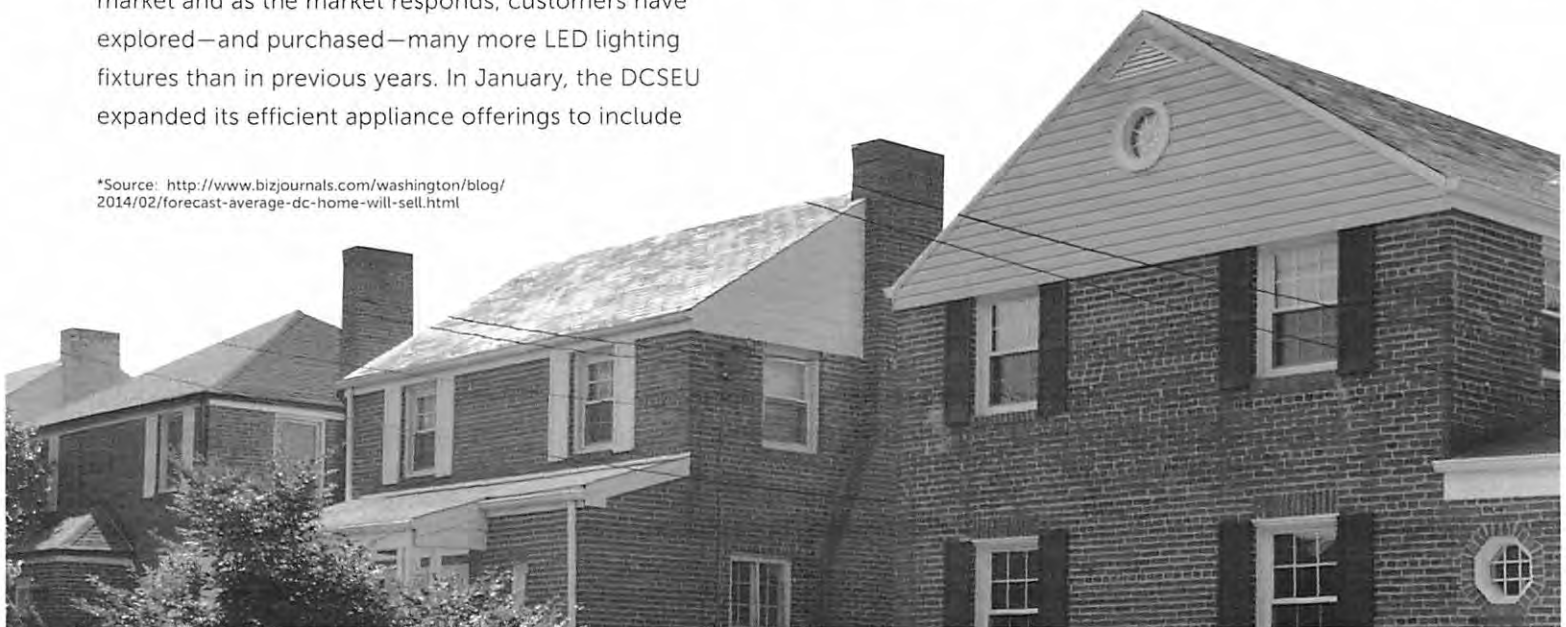 market and as the market responds, customers have
explored—and purchased—many more LED lighting
fixtures than in previous years. In January, the DCSEU
expanded its efficient appliance offerings to include
*Source: http://www.bizjournals.com/washington/blog/
2014/02/forecast-average-dc-home-will-sell.html